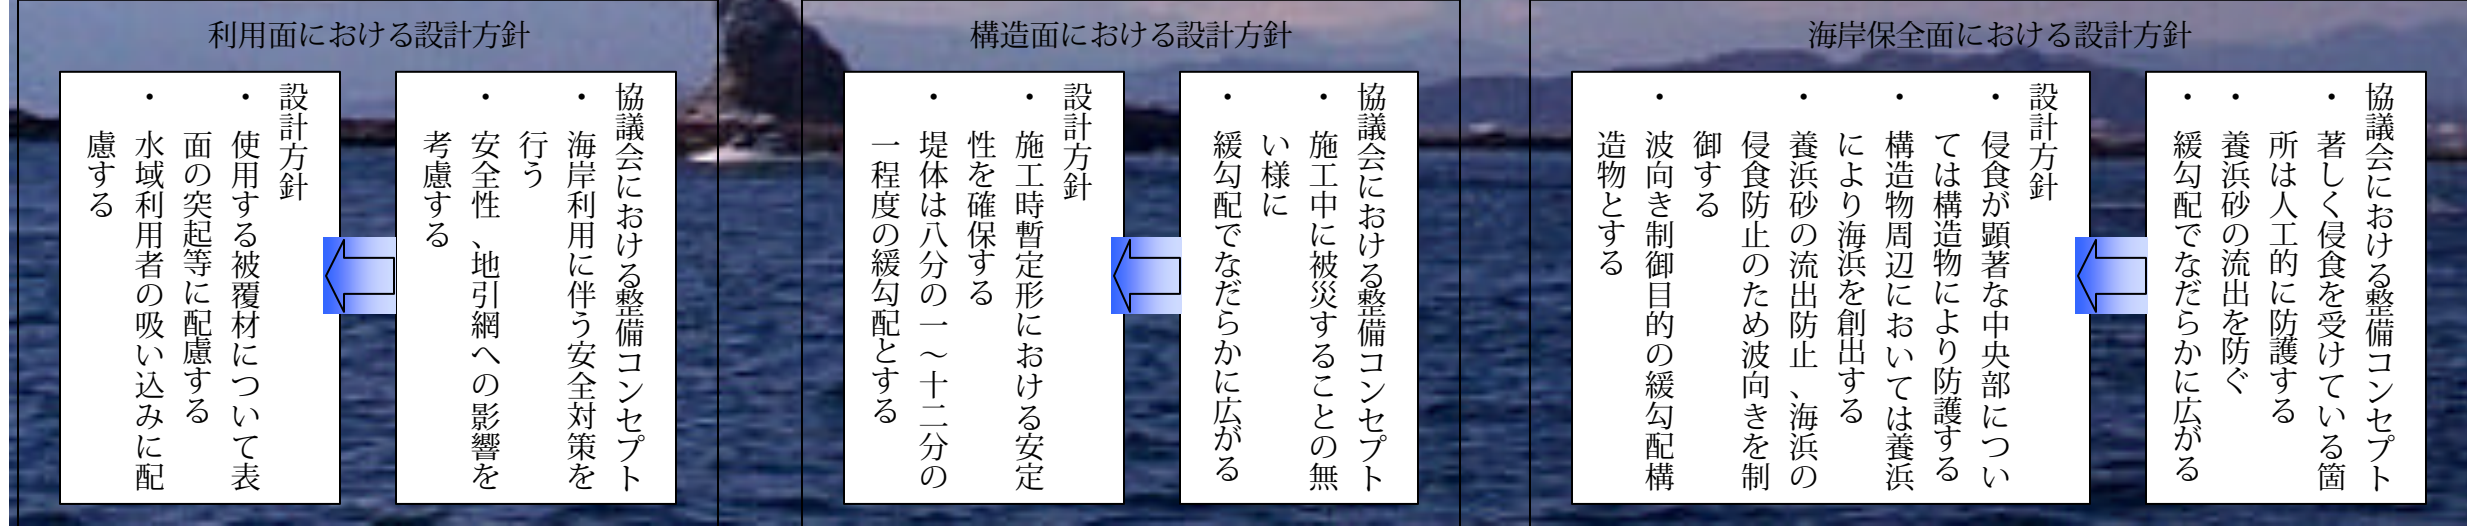 海岸保全面における設計方針
協議会における整備コンセプト
・ 著しく侵食を受けている箇
所は人工的に防護する
・ 養浜砂の流出を防ぐ
・ 緩勾配でなだらかに広がる
設計方針
・ 侵食が顕著な中央部につい
ては構造物により防護する
・ 構造物周辺においては養浜
により海浜を創出する
・ 養浜砂の流出防止、海浜の
侵食防止のため波向きを制
御する
・ 波向き制御目的の緩勾配構
造物とする
構造面における設計方針
協議会における整備コンセプト
・ 施工中に被災することの無
い様に
・ 緩勾配でなだらかに広がる
設計方針
・ 施工時暫定形における安定
性を確保する
・ 堤体は八分の一～十二分の
一程度の緩勾配とする
利用面における設計方針
協議会における整備コンセプト
・ 海岸利用に伴う安全対策を
行う
・ 安全性、地引網への影響を
考慮する
設計方針
・ 使用する被覆材について表
面の突起等に配慮する
・ 水域利用者の吸い込みに配
慮する